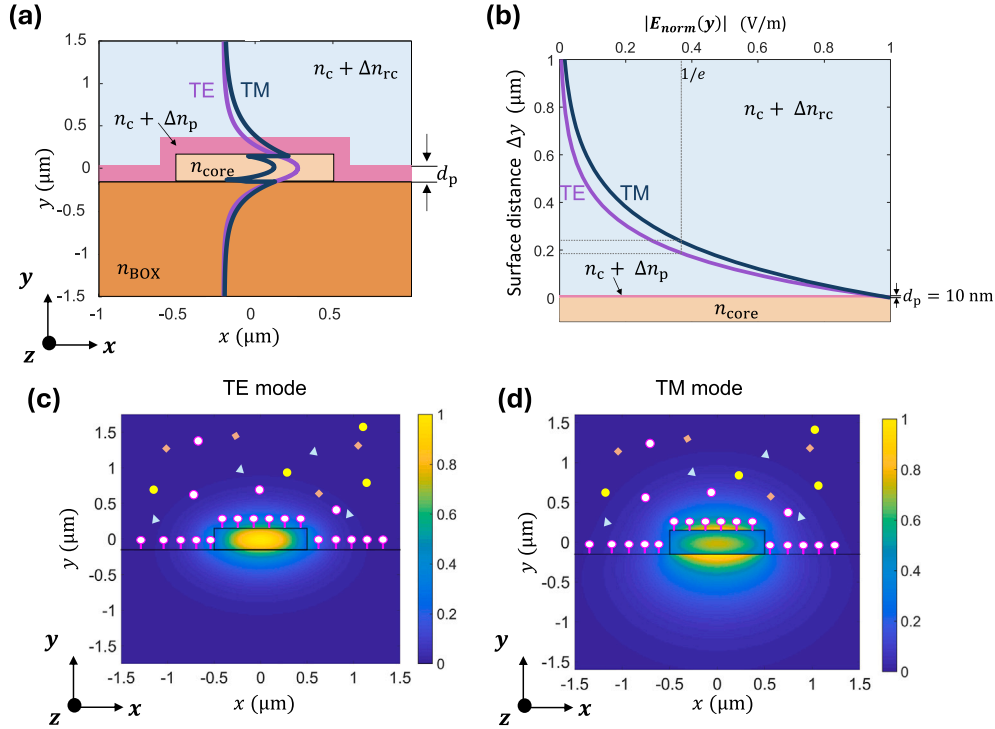 (a)
1.5
1
0.5
0
-0.5
-1
-1.5
y (μm)
n_c + Δn_rc
TE TM
n_c + Δn_p
n_core
d_p
n_BOX
-1 -0.5 0 0.5
x (μm)
y
z x
(b)
|E_norm(y)| (V/m)
0 0.2 0.4 0.6 0.8 1
1/e
1
0.8
0.6
0.4
0.2
0
Surface distance Δy (μm)
n_c + Δn_rc
TE TM
n_c + Δn_p
n_core
d_p = 10 nm
(c)
TE mode
1.5
1
0.5
0
-0.5
-1
-1.5
y (μm)
-1.5 -1 -0.5 0 0.5 1 1.5
x (μm)
1
0.8
0.6
0.4
0.2
0
y
z x
(d)
TM mode
1.5
1
0.5
0
-0.5
-1
-1.5
y (μm)
-1.5 -1 -0.5 0 0.5 1 1.5
x (μm)
1
0.8
0.6
0.4
0.2
0
y
z x